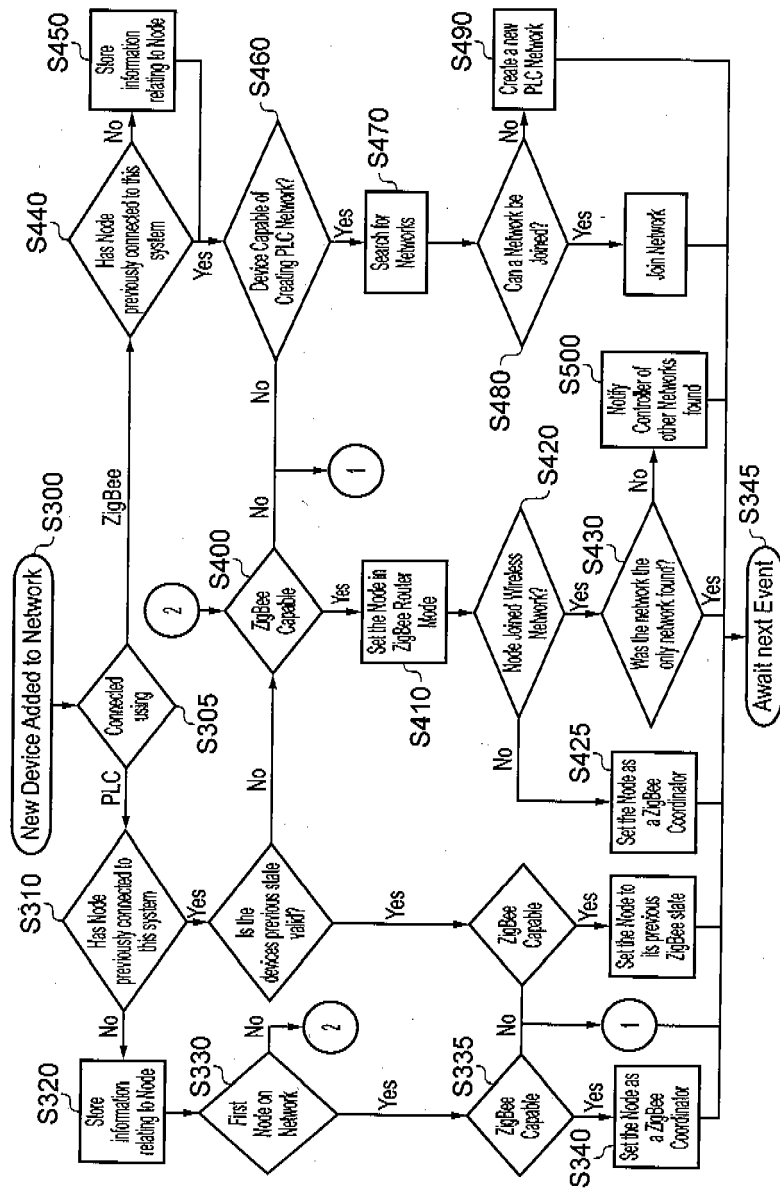 New Device Added to Network
S300
Connected
using
S305
PLC
ZigBee
S310
Has Node
previously connected to
this system
No
Yes
S320
Store
information
relating to Node
S330
First
Node on
Network
No
2
Yes
Is the
devices previous state
valid?
No
Yes
S335
ZigBee
Capable
No
Yes
1
ZigBee
Capable
Yes
S340
Set the Node as
a ZigBee
Coordinator
Set the Node to
its previous
ZigBee state
2
S400
ZigBee
Capable
No
Yes
1
S410
Set the Node in
ZigBee Router
Mode
S420
Node Joined Wireless
Network?
No
Yes
S425
Set the Node as
a ZigBee
Coordinator
S430
Was the network the
only network found?
No
Yes
S500
Notify
Controller of
other Networks
found
S440
Has Node
previously connected to this
system
No
Yes
S450
Store
information
relating to Node
S460
Device Capable of
Creating PLC Network?
No
Yes
S470
Search for
Networks
S480
Can a Network be
Joined?
No
Yes
S490
Create a new
PLC Network
Join Network
S345
Await next Event